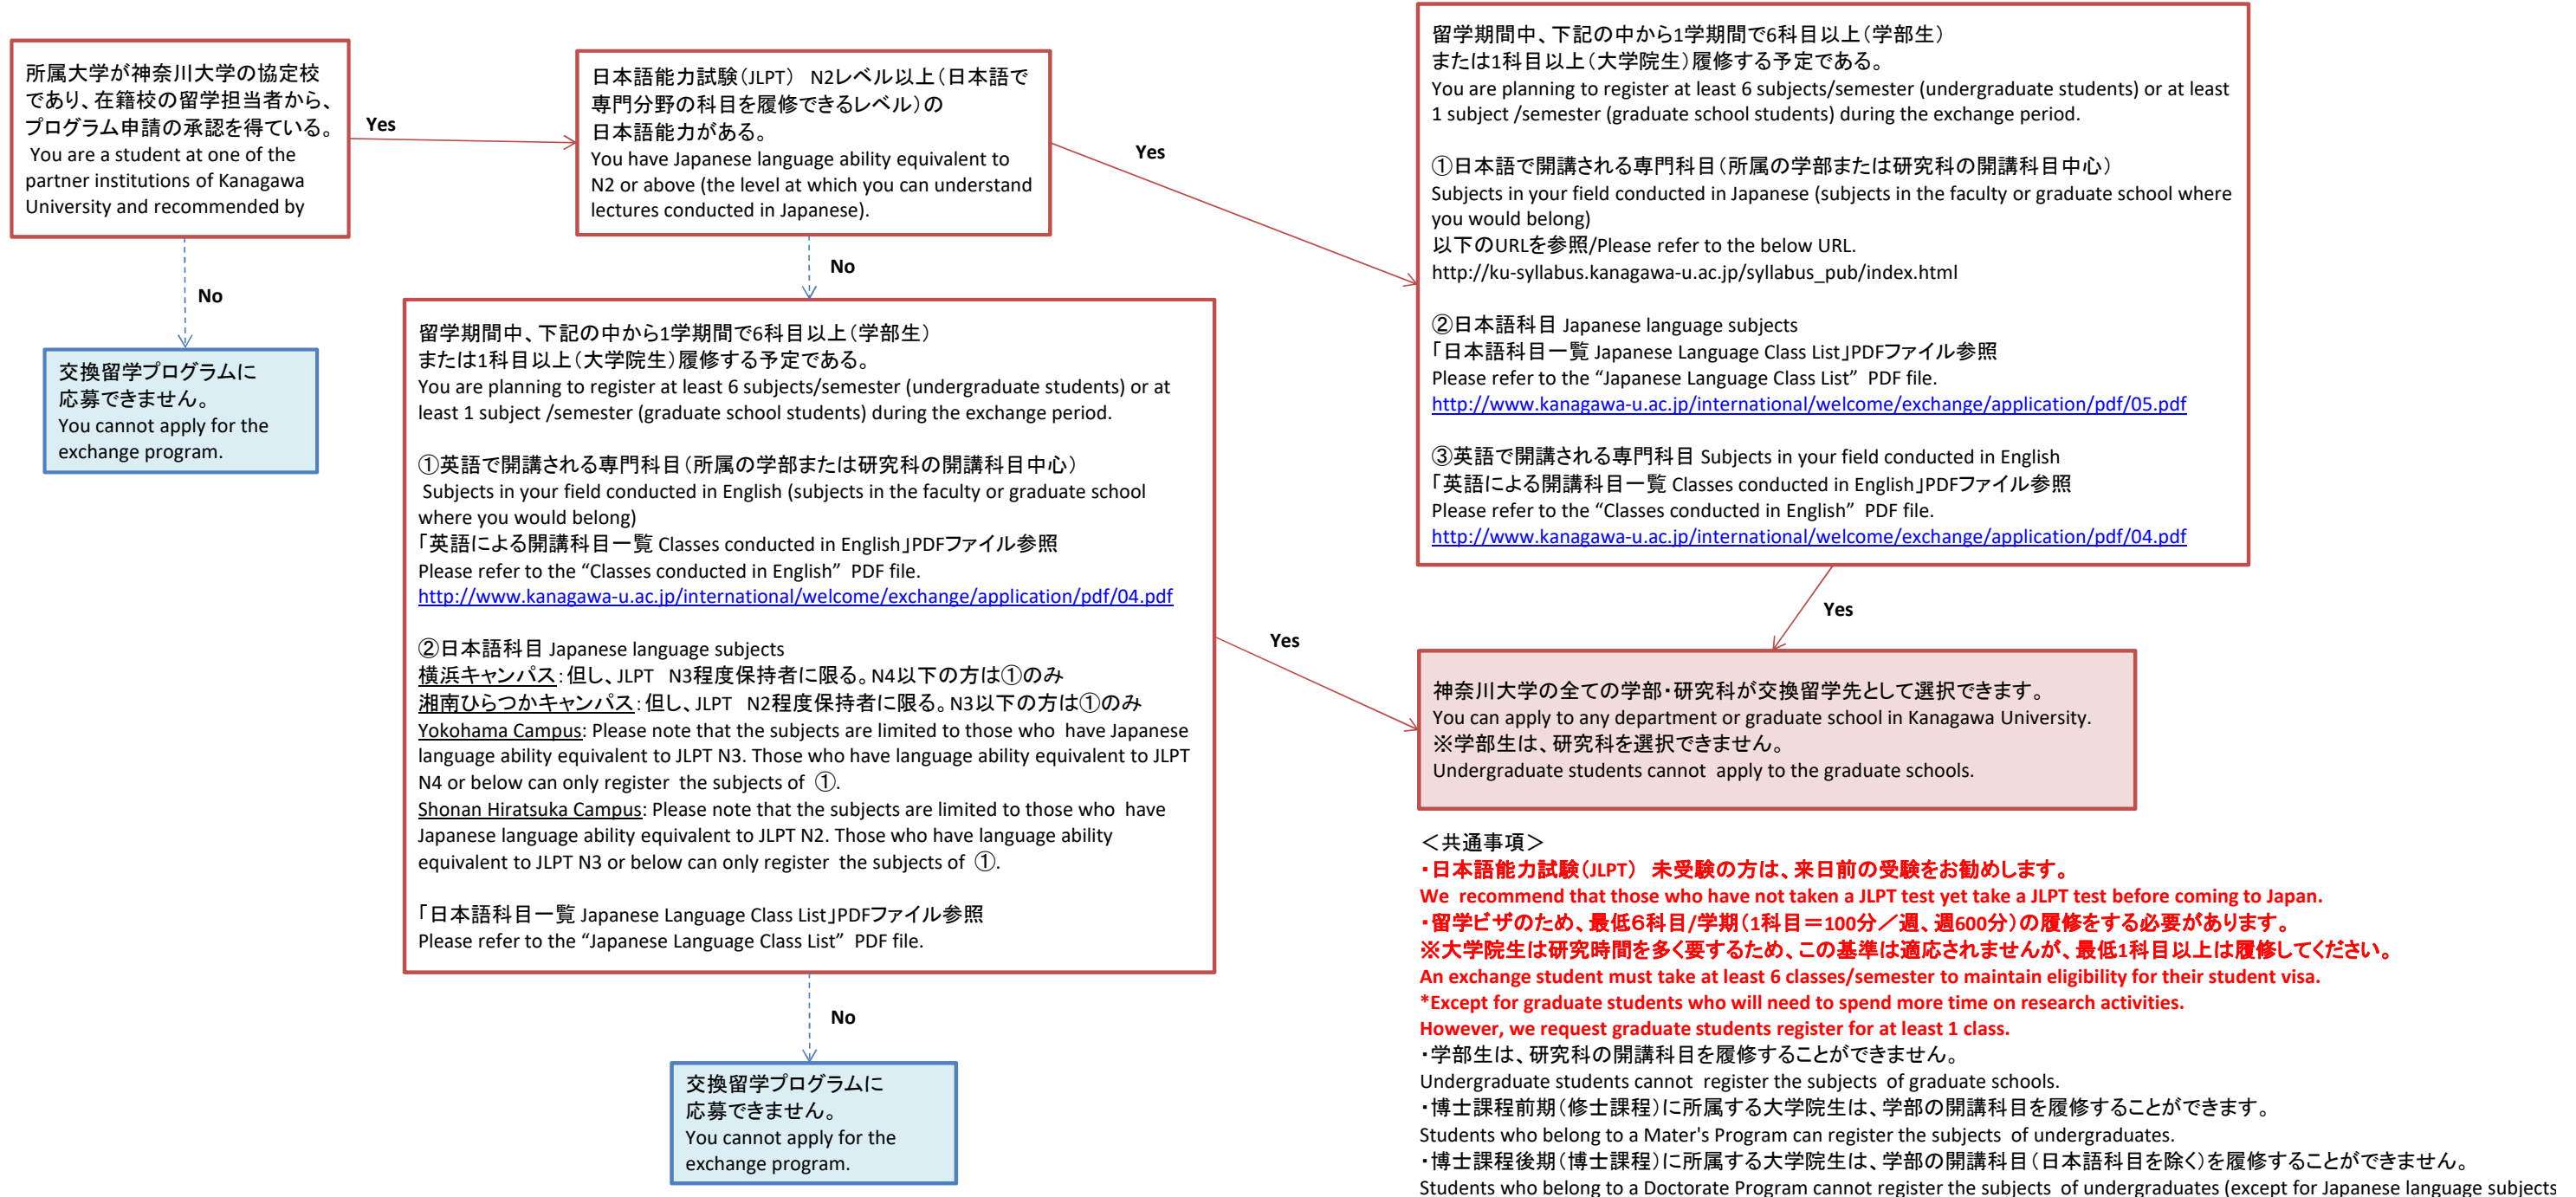 所属大学が神奈川大学の協定校
であり、在籍校の留学担当者から、
プログラム申請の承認を得ている。
You are a student at one of the
partner institutions of Kanagawa
University and recommended by
Yes
No
交換留学プログラムに
応募できません。
You cannot apply for the
exchange program.
日本語能力試験（JLPT）　N2レベル以上（日本語で
専門分野の科目を履修できるレベル）の
日本語能力がある。
You have Japanese language ability equivalent to
N2 or above (the level at which you can understand
lectures conducted in Japanese).
Yes
No
留学期間中、下記の中から1学期間で6科目以上（学部生）
または1科目以上（大学院生）履修する予定である。
You are planning to register at least 6 subjects/semester (undergraduate students) or at
least 1 subject /semester (graduate school students) during the exchange period.
①英語で開講される専門科目（所属の学部または研究科の開講科目中心）
Subjects in your field conducted in English (subjects in the faculty or graduate school
where you would belong)
「英語による開講科目一覧 Classes conducted in English」PDFファイル参照
Please refer to the “Classes conducted in English” PDF file.
http://www.kanagawa-u.ac.jp/international/welcome/exchange/application/pdf/04.pdf
②日本語科目 Japanese language subjects
横浜キャンパス：但し、JLPT　N3程度保持者に限る。N4以下の方は①のみ
湘南ひらつかキャンパス：但し、JLPT　N2程度保持者に限る。N3以下の方は①のみ
Yokohama Campus: Please note that the subjects are limited to those who have Japanese
language ability equivalent to JLPT N3. Those who have language ability equivalent to JLPT
N4 or below can only register the subjects of ①.
Shonan Hiratsuka Campus: Please note that the subjects are limited to those who have
Japanese language ability equivalent to JLPT N2. Those who have language ability
equivalent to JLPT N3 or below can only register the subjects of ①.
「日本語科目一覧 Japanese Language Class List」PDFファイル参照
Please refer to the “Japanese Language Class List” PDF file.
Yes
No
交換留学プログラムに
応募できません。
You cannot apply for the
exchange program.
留学期間中、下記の中から1学期間で6科目以上（学部生）
または1科目以上（大学院生）履修する予定である。
You are planning to register at least 6 subjects/semester (undergraduate students) or at least
1 subject /semester (graduate school students) during the exchange period.
①日本語で開講される専門科目（所属の学部または研究科の開講科目中心）
Subjects in your field conducted in Japanese (subjects in the faculty or graduate school where
you would belong)
以下のURLを参照/Please refer to the below URL.
http://ku-syllabus.kanagawa-u.ac.jp/syllabus_pub/index.html
②日本語科目 Japanese language subjects
「日本語科目一覧 Japanese Language Class List」PDFファイル参照
Please refer to the “Japanese Language Class List” PDF file.
http://www.kanagawa-u.ac.jp/international/welcome/exchange/application/pdf/05.pdf
③英語で開講される専門科目 Subjects in your field conducted in English
「英語による開講科目一覧 Classes conducted in English」PDFファイル参照
Please refer to the “Classes conducted in English” PDF file.
http://www.kanagawa-u.ac.jp/international/welcome/exchange/application/pdf/04.pdf
Yes
神奈川大学の全ての学部・研究科が交換留学先として選択できます。
You can apply to any department or graduate school in Kanagawa University.
※学部生は、研究科を選択できません。
Undergraduate students cannot apply to the graduate schools.
＜共通事項＞
・日本語能力試験（JLPT）　未受験の方は、来日前の受験をお勧めします。
We recommend that those who have not taken a JLPT test yet take a JLPT test before coming to Japan.
・留学ビザのため、最低６科目/学期（1科目＝100分／週、週600分）の履修をする必要があります。
※大学院生は研究時間を多く要するため、この基準は適応されませんが、最低1科目以上は履修してください。
An exchange student must take at least 6 classes/semester to maintain eligibility for their student visa.
*Except for graduate students who will need to spend more time on research activities.
However, we request graduate students register for at least 1 class.
・学部生は、研究科の開講科目を履修することができません。
Undergraduate students cannot register the subjects of graduate schools.
・博士課程前期（修士課程）に所属する大学院生は、学部の開講科目を履修することができます。
Students who belong to a Mater's Program can register the subjects of undergraduates.
・博士課程後期（博士課程）に所属する大学院生は、学部の開講科目（日本語科目を除く）を履修することができません。
Students who belong to a Doctorate Program cannot register the subjects of undergraduates (except for Japanese language subjects